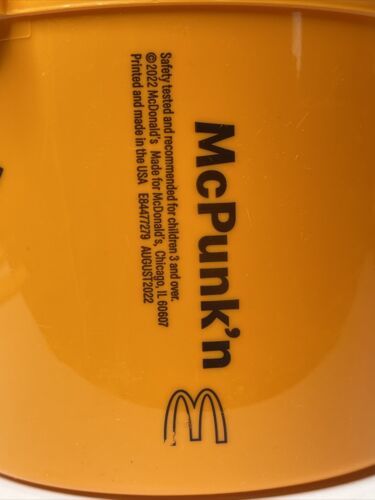 McPunk'n
Safety tested and recommended for children 3 and over.
©2022 McDonald's Made for McDonald's, Chicago, IL 60607
Printed and made in the USA E84477279 AUGUST2022